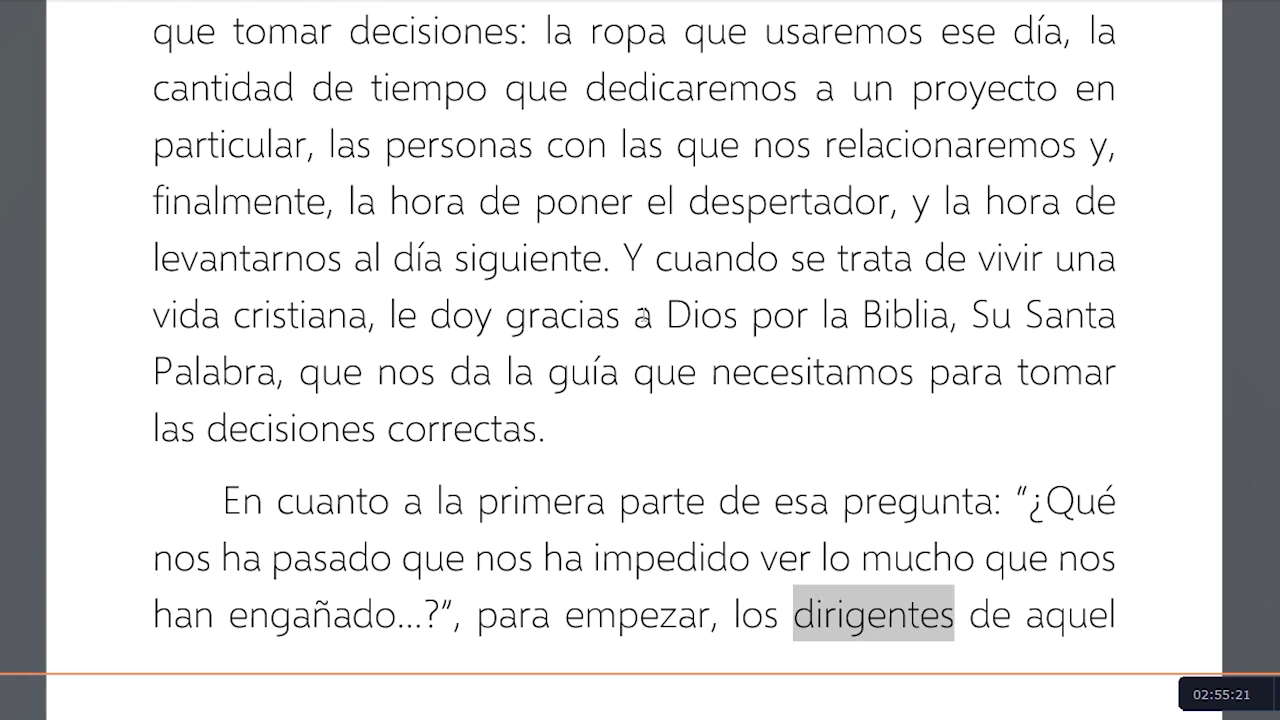 que tomar decisiones: la ropa que usaremos ese día, la
cantidad de tiempo que dedicaremos a un proyecto en
particular, las personas con las que nos relacionaremos y,
finalmente, la hora de poner el despertador, y la hora de
levantarnos al día siguiente. Y cuando se trata de vivir una
vida cristiana, le doy gracias a Dios por la Biblia, Su Santa
Palabra, que nos da la guía que necesitamos para tomar
las decisiones correctas.
En cuanto a la primera parte de esa pregunta: “¿Qué
nos ha pasado que nos ha impedido ver lo mucho que nos
han engañado...?”, para empezar, los dirigentes de aquel
02:55:21